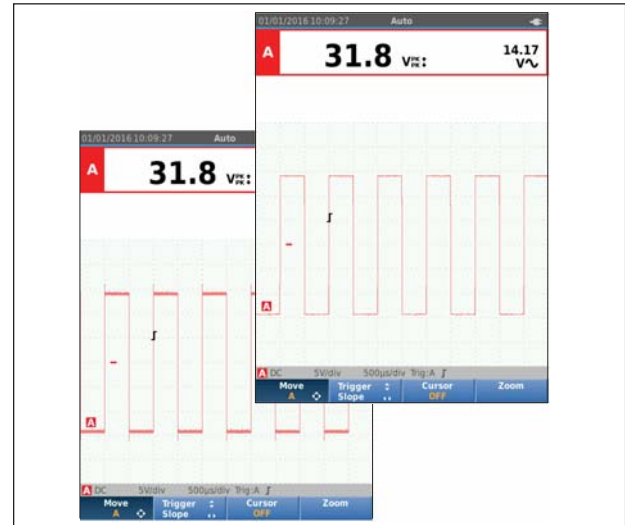 01/01/2016 10:09:27 Auto
A 31.8 VPK PK 14.17 V
A
A DC 5V/div 500µs/div Trig:A
Move A Trigger Slope Cursor OFF Zoom
01/01/2016 10:09:27 Auto
A 31.8 VPK PK
A
A DC 5V/div 500µs/div Trig:A
Move A Trigger Slope Cursor OFF Zoom